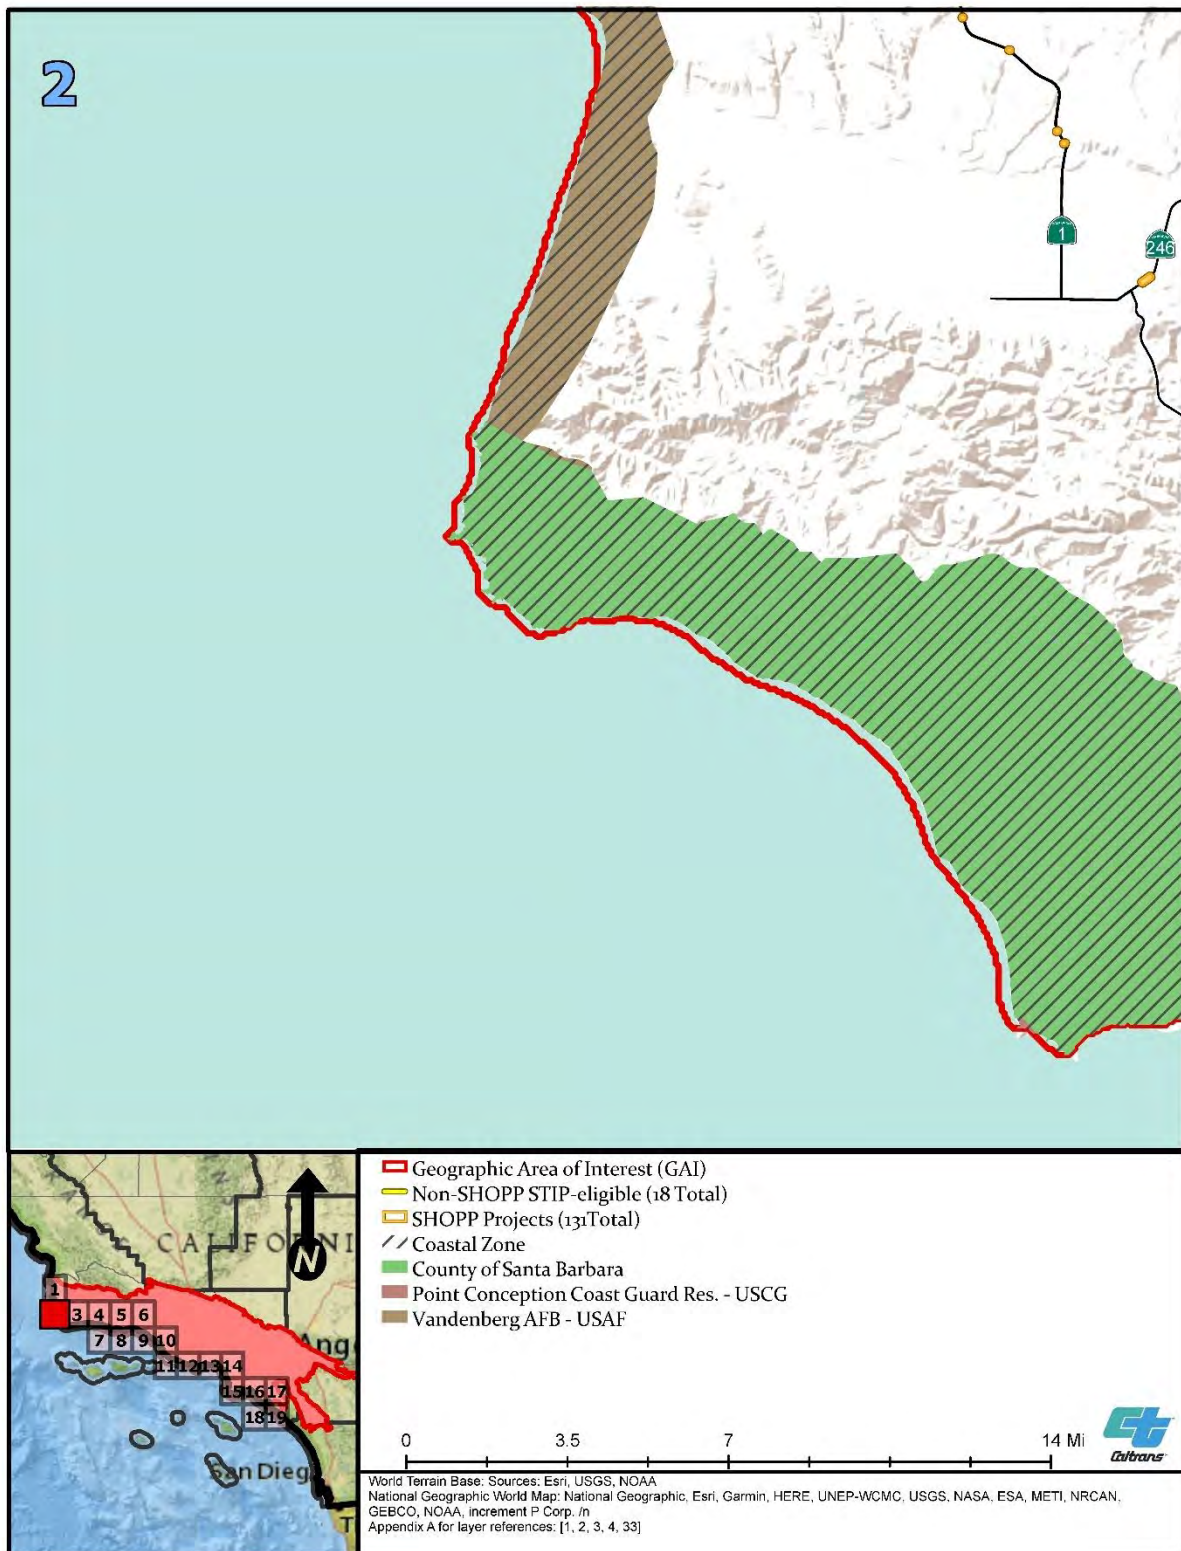 2
1
246
Geographic Area of Interest (GAI)
Non-SHOPP STIP-eligible (18 Total)
SHOPP Projects (131Total)
Coastal Zone
County of Santa Barbara
Point Conception Coast Guard Res. - USCG
Vandenberg AFB - USAF
CALIFORNI
N
1
3 4 5 6
7 8 9 10
11 12 13 14
Ang
15 16 17
18 19
San Dieg
T
0 3.5 7 14 Mi
Caltrans
World Terrain Base: Sources: Esri, USGS, NOAA
National Geographic World Map: National Geographic, Esri, Garmin, HERE, UNEP-WCMC, USGS, NASA, ESA, METI, NRCAN,
GEBCO, NOAA, increment P Corp. /n
Appendix A for layer references: [1, 2, 3, 4, 33]